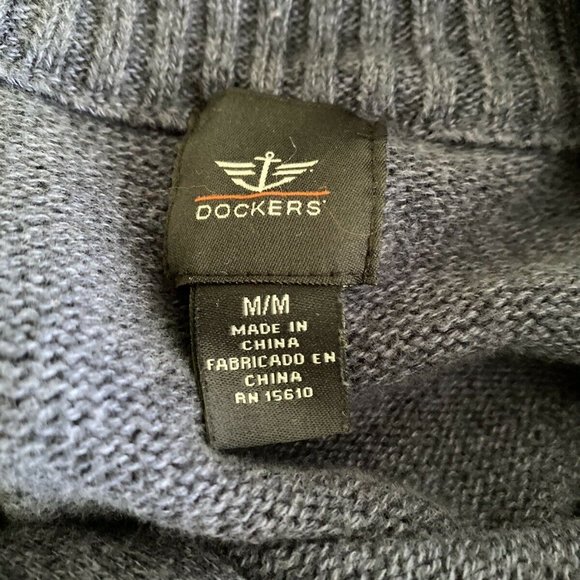 DOCKERS
M/M
MADE IN
CHINA
FABRICADO EN
CHINA
RN 15610